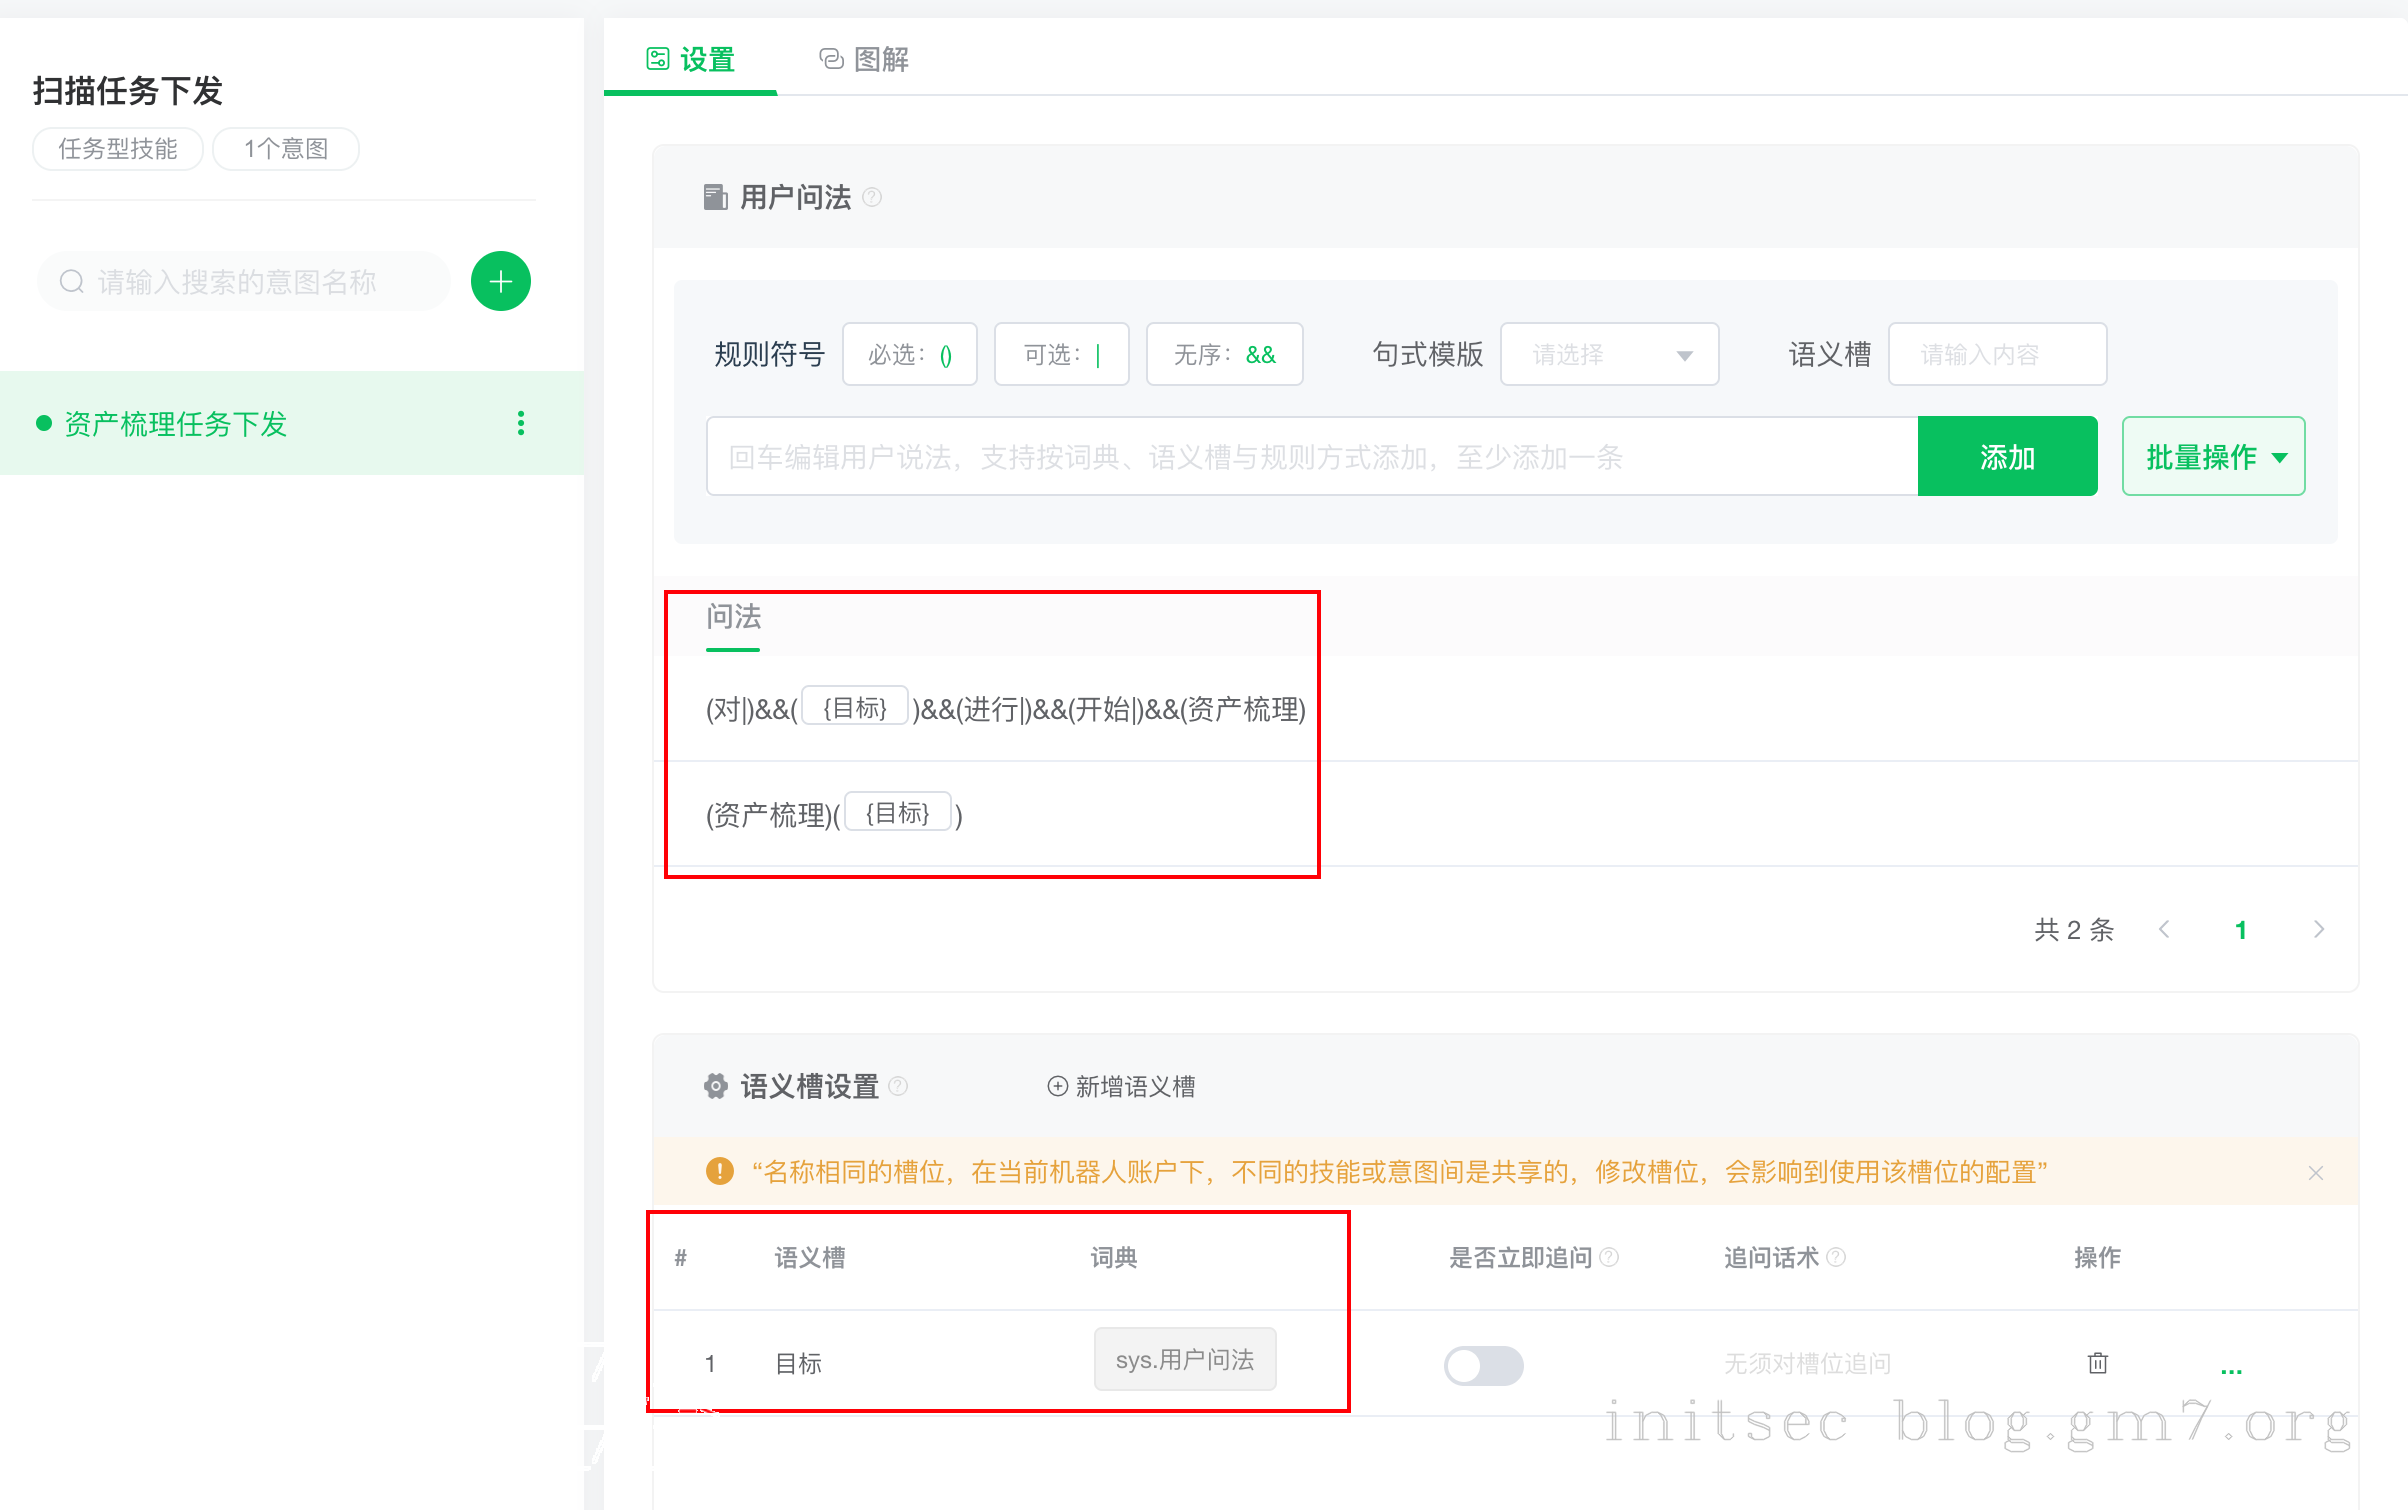 扫描任务下发
任务型技能 1个意图
请输入搜索的意图名称
资产梳理任务下发
设置 图解
用户问法
规则符号 必选：() 可选：| 无序：&& 句式模版 请选择 语义槽 请输入内容
回车编辑用户说法，支持按词典、语义槽与规则方式添加，至少添加一条 添加 批量操作
问法
(对|)&&( {目标} )&&(进行|)&&(开始|)&&(资产梳理)
(资产梳理)( {目标} )
共 2 条 1
语义槽设置 新增语义槽
“名称相同的槽位，在当前机器人账户下，不同的技能或意图间是共享的，修改槽位，会影响到使用该槽位的配置”
# 语义槽 词典 是否立即追问 追问话术 操作
1 目标 sys.用户问法 无须对槽位追问 ...
initsec blog.gm7.org